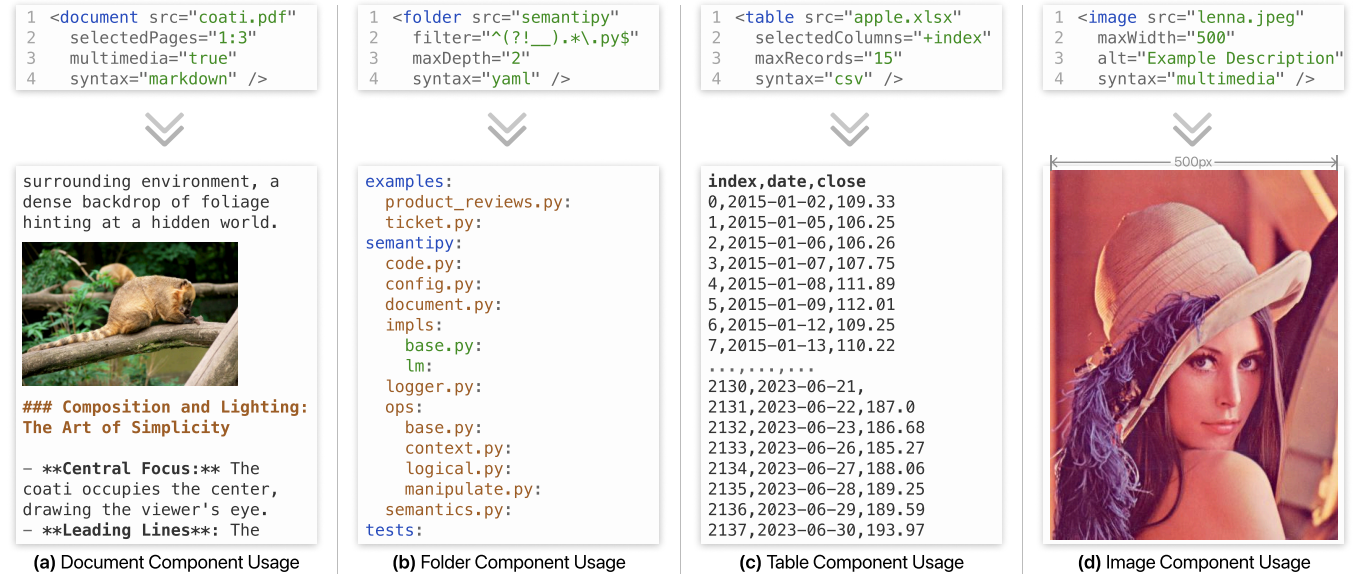 1 <document src="coati.pdf"
2 selectedPages="1:3"
3 multimedia="true"
4 syntax="markdown" />
surrounding environment, a
dense backdrop of foliage
hinting at a hidden world.
### Composition and Lighting:
The Art of Simplicity
- **Central Focus:** The
coati occupies the center,
drawing the viewer's eye.
- **Leading Lines**: The
(a) Document Component Usage
1 <folder src="semantipy"
2 filter="^(?!__).*\.py$"
3 maxDepth="2"
4 syntax="yaml" />
examples:
product_reviews.py:
ticket.py:
semantipy:
code.py:
config.py:
document.py:
impls:
base.py:
lm:
logger.py:
ops:
base.py:
context.py:
logical.py:
manipulate.py:
semantics.py:
tests:
(b) Folder Component Usage
1 <table src="apple.xlsx"
2 selectedColumns="+index"
3 maxRecords="15"
4 syntax="csv" />
index,date,close
0,2015-01-02,109.33
1,2015-01-05,106.25
2,2015-01-06,106.26
3,2015-01-07,107.75
4,2015-01-08,111.89
5,2015-01-09,112.01
6,2015-01-12,109.25
7,2015-01-13,110.22
...,...,...
2130,2023-06-21,
2131,2023-06-22,187.0
2132,2023-06-23,186.68
2133,2023-06-26,185.27
2134,2023-06-27,188.06
2135,2023-06-28,189.25
2136,2023-06-29,189.59
2137,2023-06-30,193.97
(c) Table Component Usage
1 <image src="lenna.jpeg"
2 maxWidth="500"
3 alt="Example Description"
4 syntax="multimedia" />
500px
(d) Image Component Usage